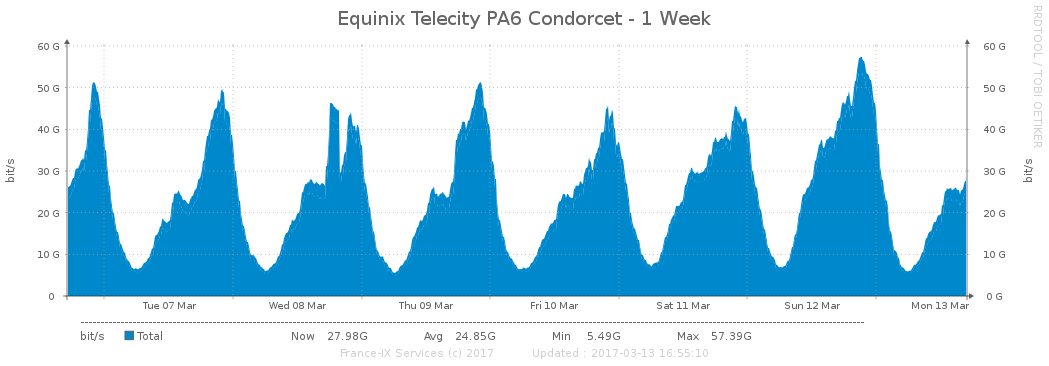 Equinix Telecity PA6 Condorcet - 1 Week
RRDTOOL / TOBI OETIKER
60 G 60 G
50 G 50 G
40 G 40 G
30 G 30 G
20 G 20 G
10 G 10 G
0 0 G
bit/s
bit/s
Tue 07 Mar Wed 08 Mar Thu 09 Mar Fri 10 Mar Sat 11 Mar Sun 12 Mar Mon 13 Mar
bit/s Total Now 27.98G Avg 24.85G Min 5.49G Max 57.39G
France-IX Services (c) 2017 Updated : 2017-03-13 16:55:10